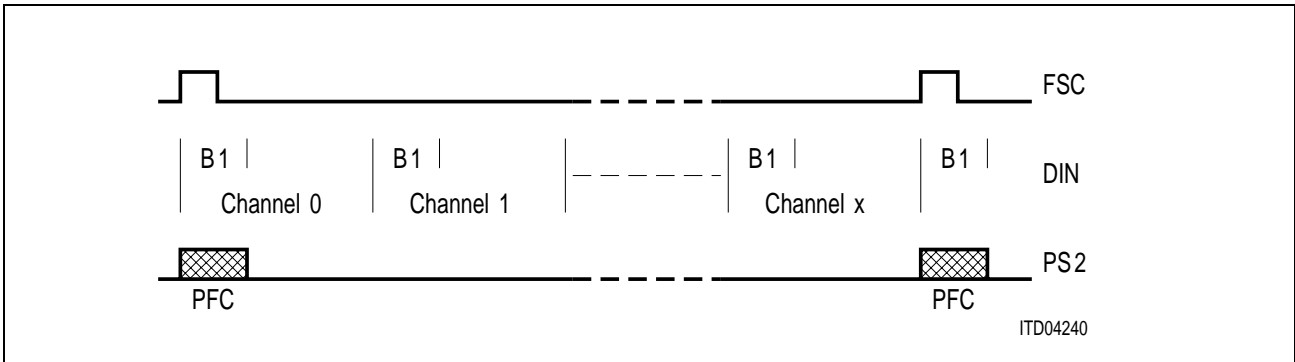 FSC
B1 B1 B1 B1 DIN
Channel 0 Channel 1 Channel x
PS2
PFC PFC
ITD04240